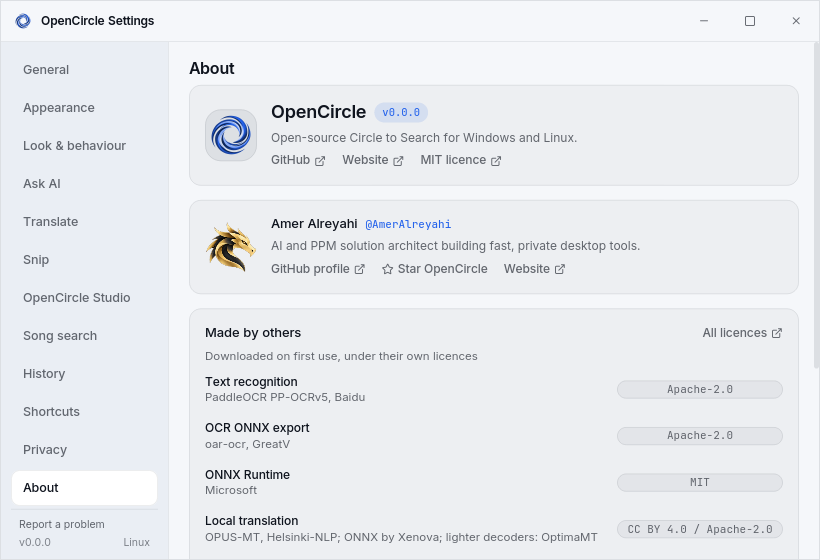 OpenCircle Settings
General
Appearance
Look & behaviour
Ask AI
Translate
Snip
OpenCircle Studio
Song search
History
Shortcuts
Privacy
About
Report a problem
v0.0.0 Linux
About
OpenCircle v0.0.0
Open-source Circle to Search for Windows and Linux.
GitHub Website MIT licence
Amer Alreyahi @AmerAlreyahi
AI and PPM solution architect building fast, private desktop tools.
GitHub profile Star OpenCircle Website
Made by others All licences
Downloaded on first use, under their own licences
Text recognition
PaddleOCR PP-OCRv5, Baidu
Apache-2.0
OCR ONNX export
oar-ocr, GreatV
Apache-2.0
ONNX Runtime
Microsoft
MIT
Local translation
OPUS-MT, Helsinki-NLP; ONNX by Xenova; lighter decoders: OptimaMT
CC BY 4.0 / Apache-2.0